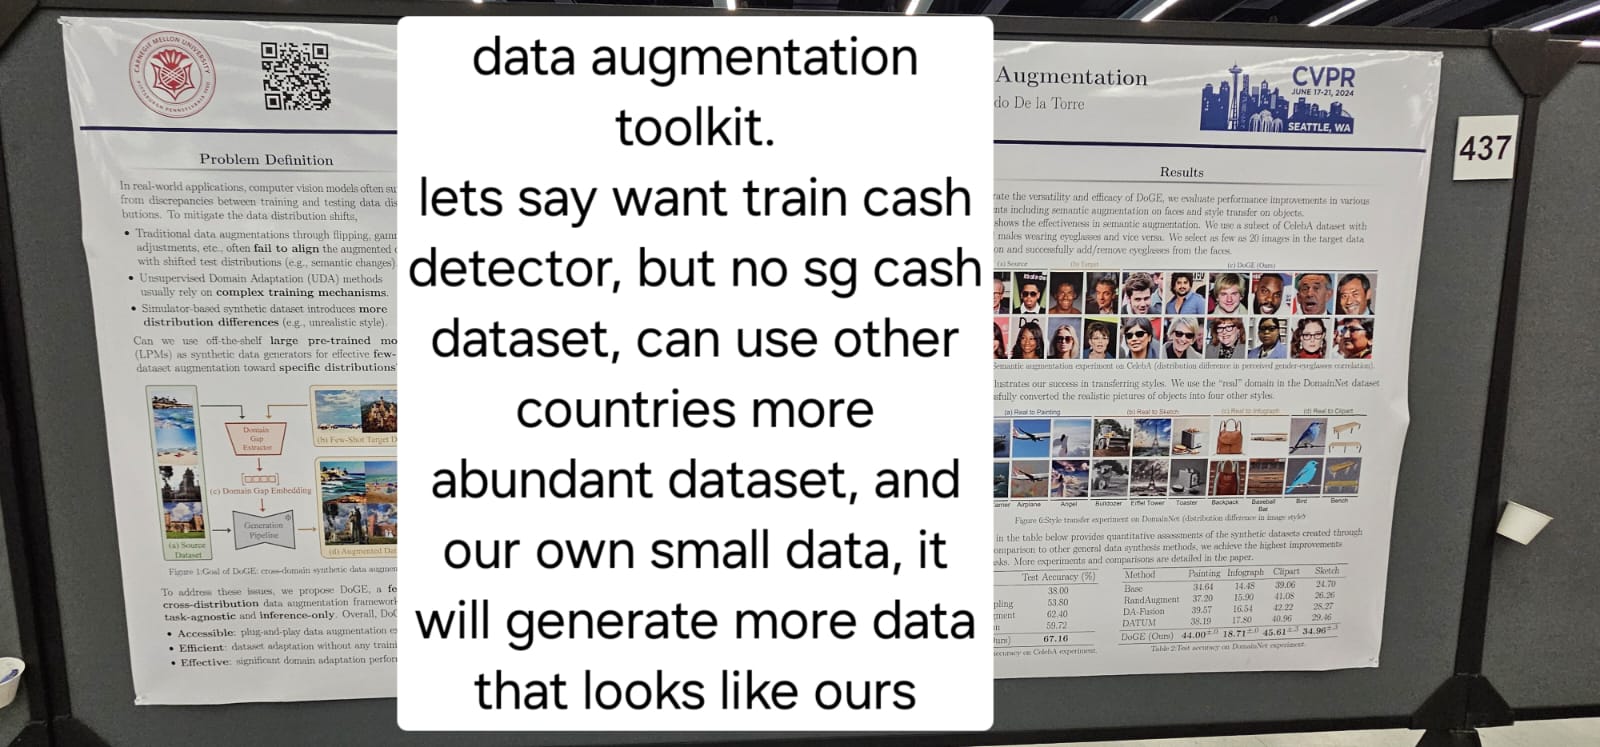 CARNEGIE MELLON UNIVERSITY
Problem Definition
In real-world applications, computer vision models often su
from discrepancies between training and testing data dis
butions. To mitigate the data distribution shifts,
• Traditional data augmentations through flipping, gam
adjustments, etc., often fail to align the augmented
with shifted test distributions (e.g., semantic changes)
• Unsupervised Domain Adaptation (UDA) methods
usually rely on complex training mechanisms.
• Simulator-based synthetic dataset introduces more
distribution differences (e.g., unrealistic style).
Can we use off-the-shelf large pre-trained mo
(LPMs) as synthetic data generators for effective few-
dataset augmentation toward specific distributions
Domain
Gap
Extractor
(b) Few-Shot Target D
(c) Domain Gap Embedding
Generation
Pipeline
(a) Source
Dataset
(d) Augmented Dat
Figure 1:Goal of DoGE: cross-domain synthetic data augmen
To address these issues, we propose DoGE, a fe
cross-distribution data augmentation framework
task-agnostic and inference-only. Overall, DoG
• Accessible: plug-and-play data augmentation
• Efficient: dataset adaptation without any traini
• Effective: significant domain adaptation perfor
data augmentation
toolkit.
lets say want train cash
detector, but no sg cash
dataset, can use other
countries more
abundant dataset, and
our own small data, it
will generate more data
that looks like ours
Augmentation
do De la Torre
CVPR
JUNE 17-21, 2024
SEATTLE, WA
437
Results
rate the versatility and efficacy of DoGE, we evaluate performance improvements in various
nts including semantic augmentation on faces and style transfer on objects.
shows the effectiveness in semantic augmentation. We use a subset of CelebA dataset with
males wearing eyeglasses and vice versa. We select as few as 20 images in the target data
on and successfully add/remove eyeglasses from the faces.
(a) Source (b) Target (c) DoGE (Ours)
Semantic augmentation experiment on CelebA (distribution difference in perceived gender-eyeglasses correlation).
lustrates our success in transferring styles. We use the "real" domain in the DomainNet dataset
sfully converted the realistic pictures of objects into four other styles.
(a) Real to Painting (b) Real to Sketch (c) Real to Infograph (d) Real to Clipart
Airplane Angel Bulldozer Eiffel Tower Toaster Backpack Baseball Bat Bird Bench
Figure 6:Style transfer experiment on DomainNet (distribution difference in image style)
in the table below provides quantitative assessments of the synthetic datasets created through
omparison to other general data synthesis methods, we achieve the highest improvements
sks. More experiments and comparisons are detailed in the paper.
Test Accuracy (%)
38.00
pling 53.80
gment 62.40
59.72
67.16
ccuracy on CelebA experiment.
Method Painting Infograph Clipart Sketch
Base 34.64 14.48 39.06 24.70
RandAugment 37.20 15.90 41.08 26.26
DA-Fusion 39.57 16.54 42.22 28.27
DATUM 38.19 17.80 40.96 29.46
DoGE (Ours) 44.00 18.71 45.61 34.96
Table 2:Test accuracy on DomainNet experiment.